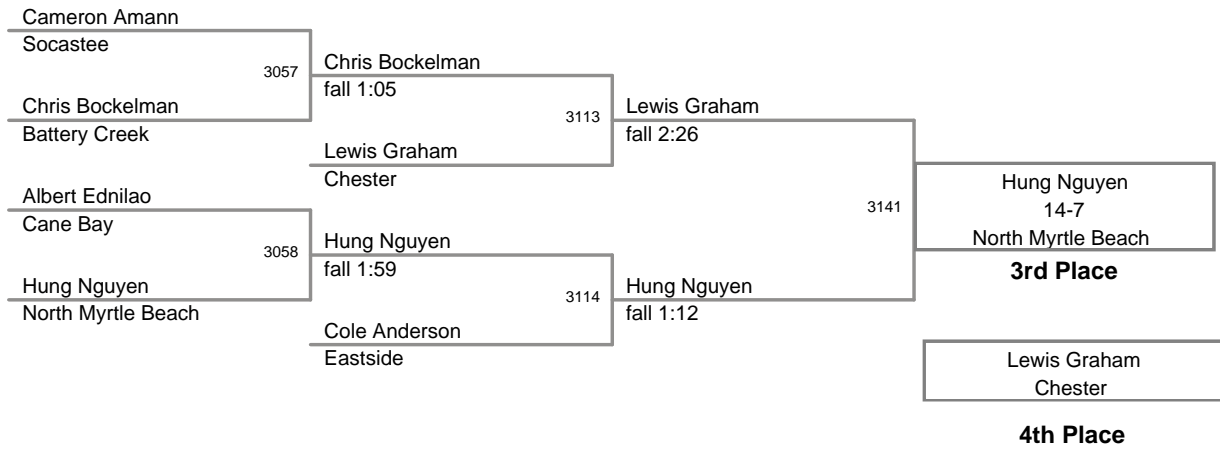 Cameron Amann
Socastee
3057
Chris Bockelman
fall 1:05
Chris Bockelman
Battery Creek
3113
Lewis Graham
fall 2:26
Lewis Graham
Chester
Albert Ednilao
Cane Bay
3058
Hung Nguyen
fall 1:59
Hung Nguyen
North Myrtle Beach
3114
Hung Nguyen
fall 1:12
Cole Anderson
Eastside
3141
Hung Nguyen
14-7
North Myrtle Beach
3rd Place
Lewis Graham
Chester
4th Place